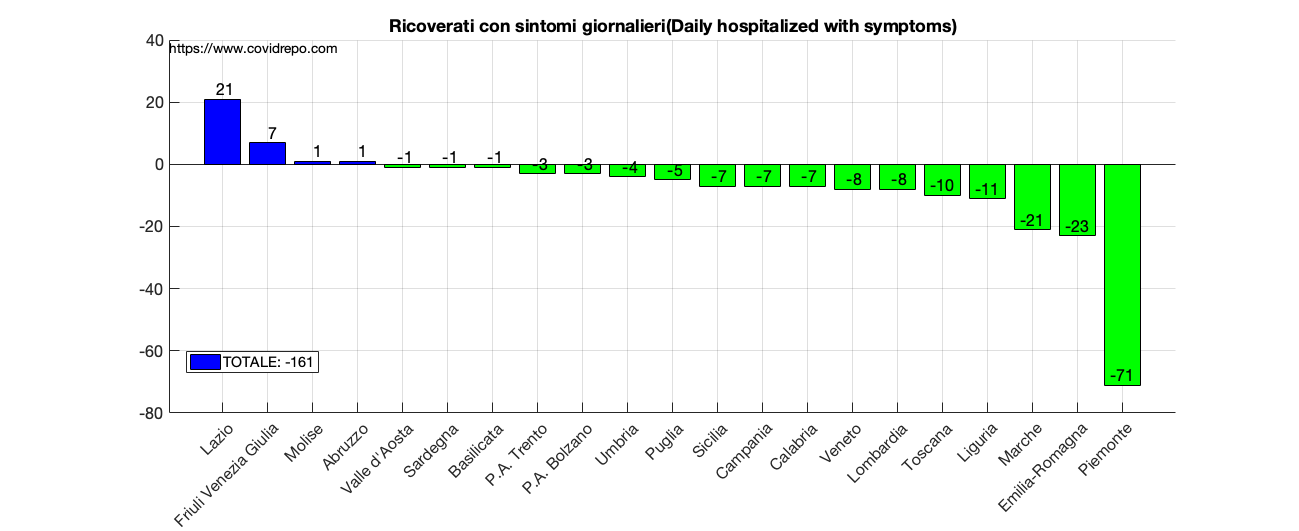 Ricoverati con sintomi giornalieri(Daily hospitalized with symptoms)
https://www.covidrepo.com
40
20
0
-20
-40
-60
-80
21
7
1
1
-1
-1
-1
-3
-3
-4
-5
-7
-7
-7
-8
-8
-10
-11
-21
-23
-71
TOTALE: -161
Lazio
Friuli Venezia Giulia
Molise
Abruzzo
Valle d'Aosta
Sardegna
Basilicata
P.A. Trento
P.A. Bolzano
Umbria
Puglia
Sicilia
Campania
Calabria
Veneto
Lombardia
Toscana
Liguria
Marche
Emilia-Romagna
Piemonte